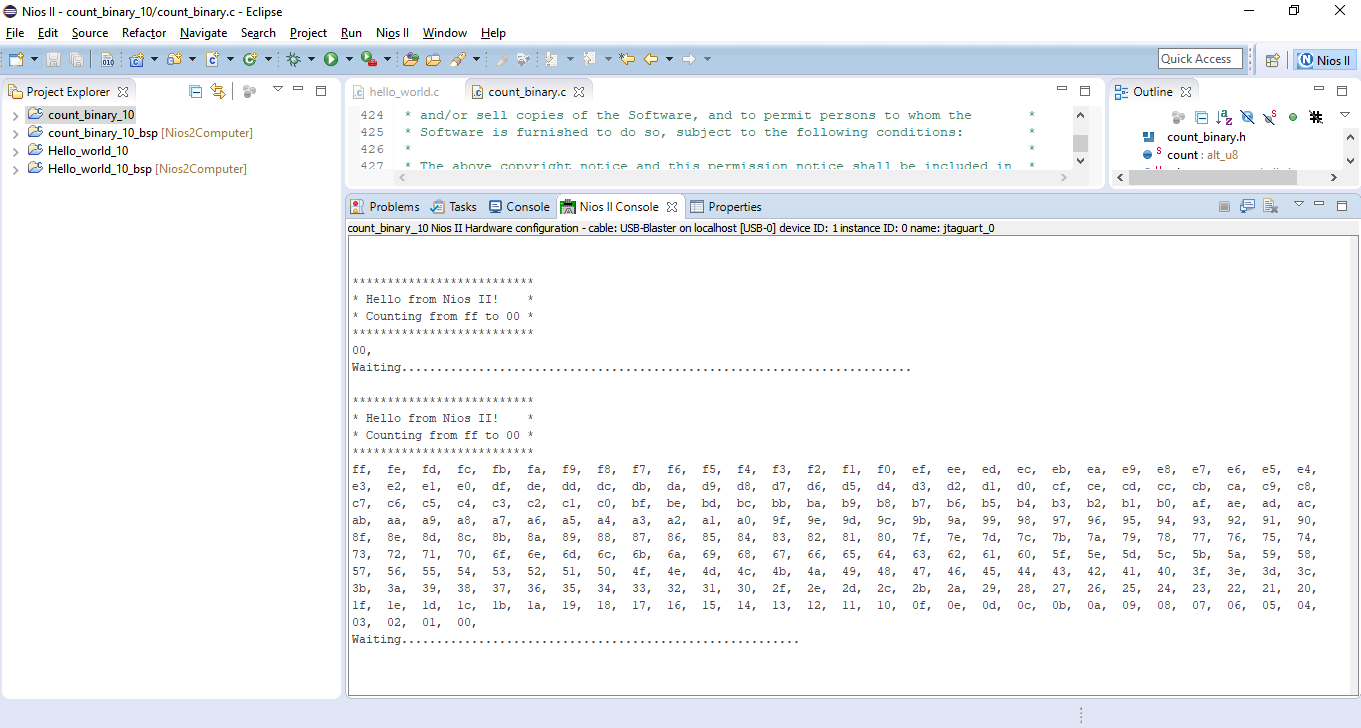 Nios II - count_binary_10/count_binary.c - Eclipse
File Edit Source Refactor Navigate Search Project Run Nios II Window Help
Quick Access
Nios II
Project Explorer
count_binary_10
count_binary_10_bsp [Nios2Computer]
Hello_world_10
Hello_world_10_bsp [Nios2Computer]
hello_world.c count_binary.c
424 * and/or sell copies of the Software, and to permit persons to whom the *
425 * Software is furnished to do so, subject to the following conditions: *
426 * *
427 * The above copyright notice and this permission notice shall be included in *
Outline
count_binary.h
count : alt_u8
Problems Tasks Console Nios II Console Properties
count_binary_10 Nios II Hardware configuration - cable: USB-Blaster on localhost [USB-0] device ID: 1 instance ID: 0 name: jtaguart_0
**************************
* Hello from Nios II!    *
* Counting from ff to 00 *
**************************
00,
Waiting.........................................................................
**************************
* Hello from Nios II!    *
* Counting from ff to 00 *
**************************
ff, fe, fd, fc, fb, fa, f9, f8, f7, f6, f5, f4, f3, f2, f1, f0, ef, ee, ed, ec, eb, ea, e9, e8, e7, e6, e5, e4,
e3, e2, e1, e0, df, de, dd, dc, db, da, d9, d8, d7, d6, d5, d4, d3, d2, d1, d0, cf, ce, cd, cc, cb, ca, c9, c8,
c7, c6, c5, c4, c3, c2, c1, c0, bf, be, bd, bc, bb, ba, b9, b8, b7, b6, b5, b4, b3, b2, b1, b0, af, ae, ad, ac,
ab, aa, a9, a8, a7, a6, a5, a4, a3, a2, a1, a0, 9f, 9e, 9d, 9c, 9b, 9a, 99, 98, 97, 96, 95, 94, 93, 92, 91, 90,
8f, 8e, 8d, 8c, 8b, 8a, 89, 88, 87, 86, 85, 84, 83, 82, 81, 80, 7f, 7e, 7d, 7c, 7b, 7a, 79, 78, 77, 76, 75, 74,
73, 72, 71, 70, 6f, 6e, 6d, 6c, 6b, 6a, 69, 68, 67, 66, 65, 64, 63, 62, 61, 60, 5f, 5e, 5d, 5c, 5b, 5a, 59, 58,
57, 56, 55, 54, 53, 52, 51, 50, 4f, 4e, 4d, 4c, 4b, 4a, 49, 48, 47, 46, 45, 44, 43, 42, 41, 40, 3f, 3e, 3d, 3c,
3b, 3a, 39, 38, 37, 36, 35, 34, 33, 32, 31, 30, 2f, 2e, 2d, 2c, 2b, 2a, 29, 28, 27, 26, 25, 24, 23, 22, 21, 20,
1f, 1e, 1d, 1c, 1b, 1a, 19, 18, 17, 16, 15, 14, 13, 12, 11, 10, 0f, 0e, 0d, 0c, 0b, 0a, 09, 08, 07, 06, 05, 04,
03, 02, 01, 00,
Waiting.........................................................